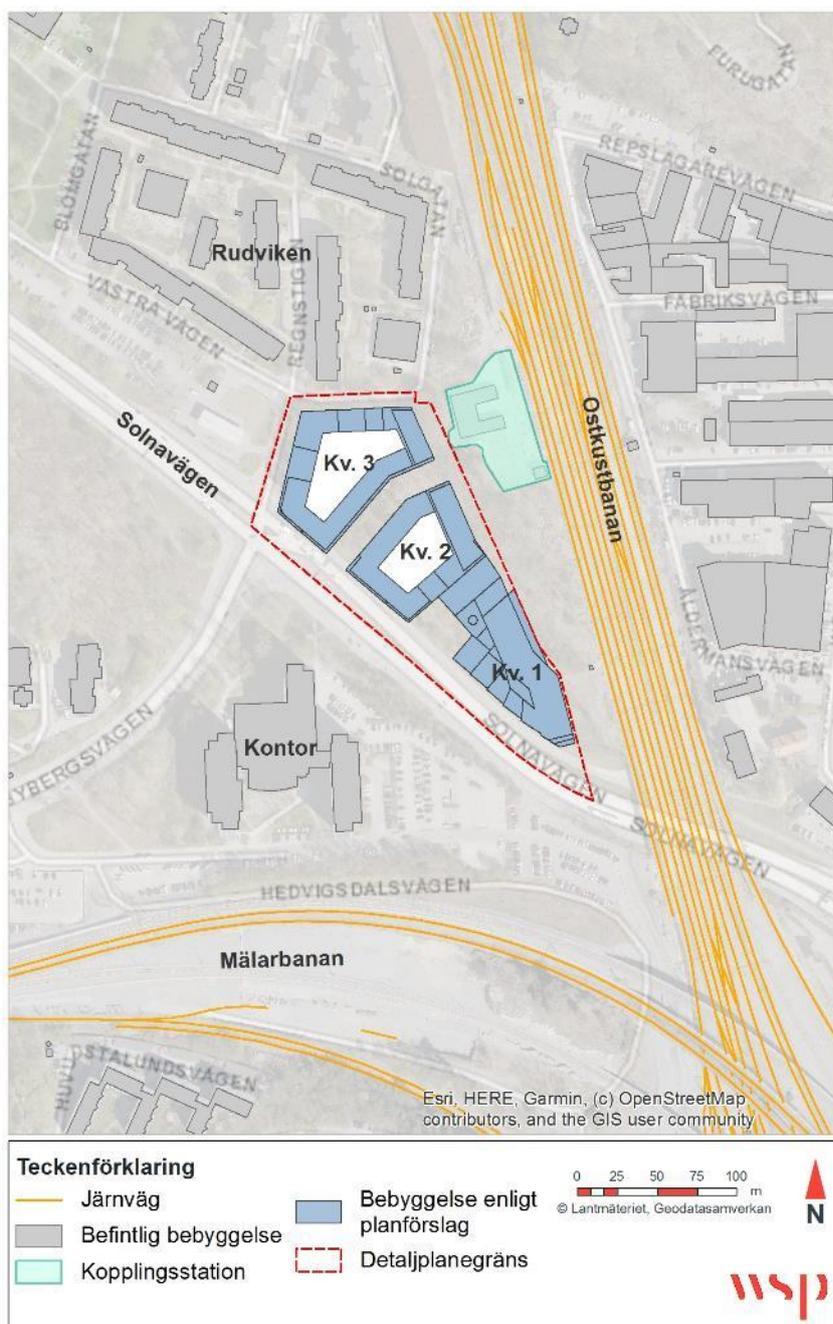 FURUGATAN
BLOMGATAN
SOLGATAN
REPSLAGAREVÄGEN
Rudviken
REGNSTIGEN
VÄSTRA VÄGEN
FABRIKSVÄGEN
Solnavägen
Ostkustbanan
Kv. 3
Kv. 2
Kv. 1
ÅLDERMANSVÄGEN
SOLNAVÄGEN
Kontor
YBERGSVÄGEN
SOLNAVÄGEN
HEDVIGSDALSVÄGEN
Mälarbanan
HUVUDSTALUNDSVÄGEN
Esri, HERE, Garmin, (c) OpenStreetMap
contributors, and the GIS user community
Teckenförklaring
Järnväg
Befintlig bebyggelse
Kopplingsstation
Bebyggelse enligt
planförslag
Detaljplanegräns
0 25 50 75 100
m
© Lantmäteriet, Geodatasamverkan
N
wsp